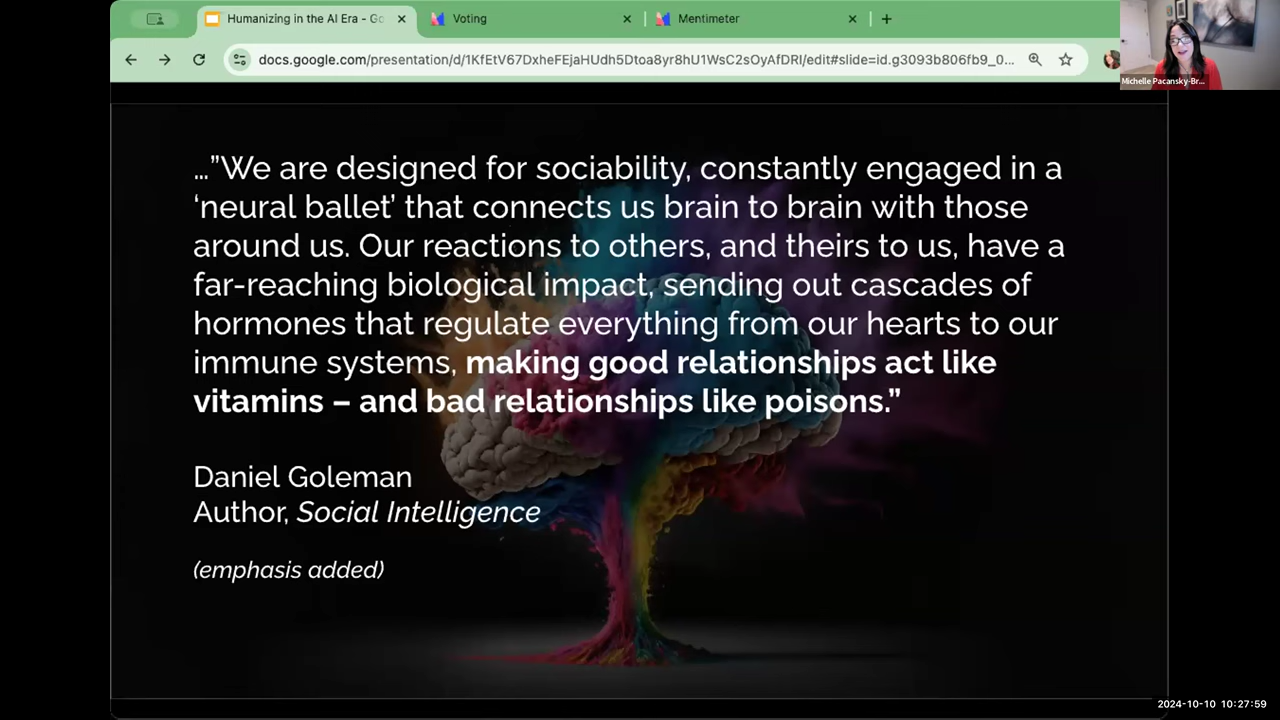 Humanizing in the AI Era - Go
Voting
Mentimeter
docs.google.com/presentation/d/1KfEtV67DxheFEjaHUdh5Dtoa8yr8hU1WsC2sOyAfDRI/edit#slide=id.g3093b806fb9_0...
Michelle Pacansky-Br...
…”We are designed for sociability, constantly engaged in a
‘neural ballet’ that connects us brain to brain with those
around us. Our reactions to others, and theirs to us, have a
far-reaching biological impact, sending out cascades of
hormones that regulate everything from our hearts to our
immune systems, making good relationships act like
vitamins – and bad relationships like poisons.”
Daniel Goleman
Author, Social Intelligence
(emphasis added)
2024-10-10 10:27:59